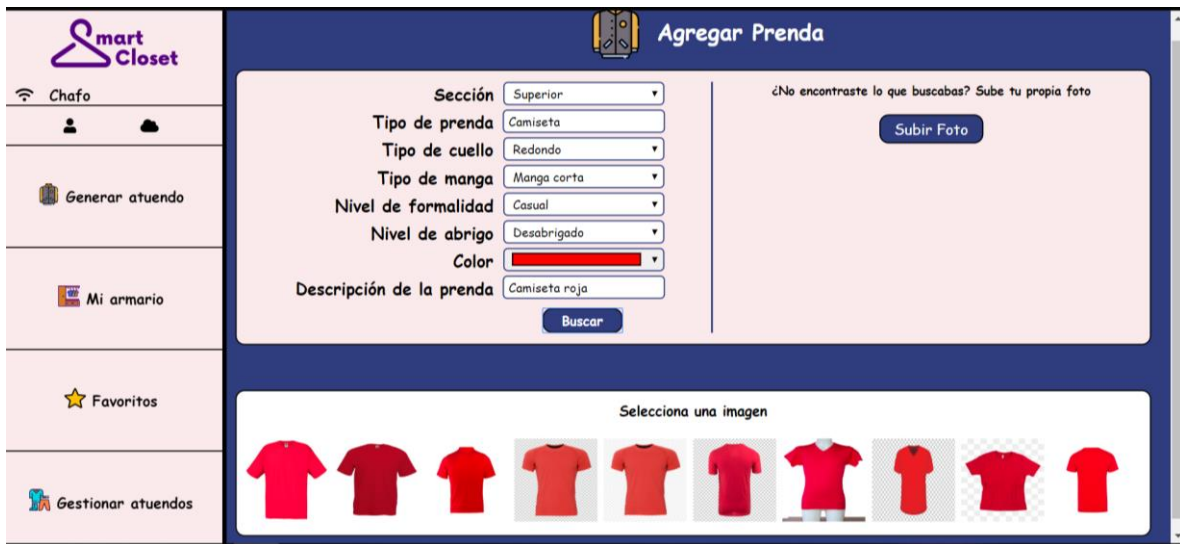 Smart
Closet
Chafo
Generar atuendo
Mi armario
Favoritos
Gestionar atuendos
Agregar Prenda
Sección Superior
Tipo de prenda Camiseta
Tipo de cuello Redondo
Tipo de manga Manga corta
Nivel de formalidad Casual
Nivel de abrigo Desabrigado
Color
Descripción de la prenda Camiseta roja
Buscar
¿No encontraste lo que buscabas? Sube tu propia foto
Subir Foto
Selecciona una imagen